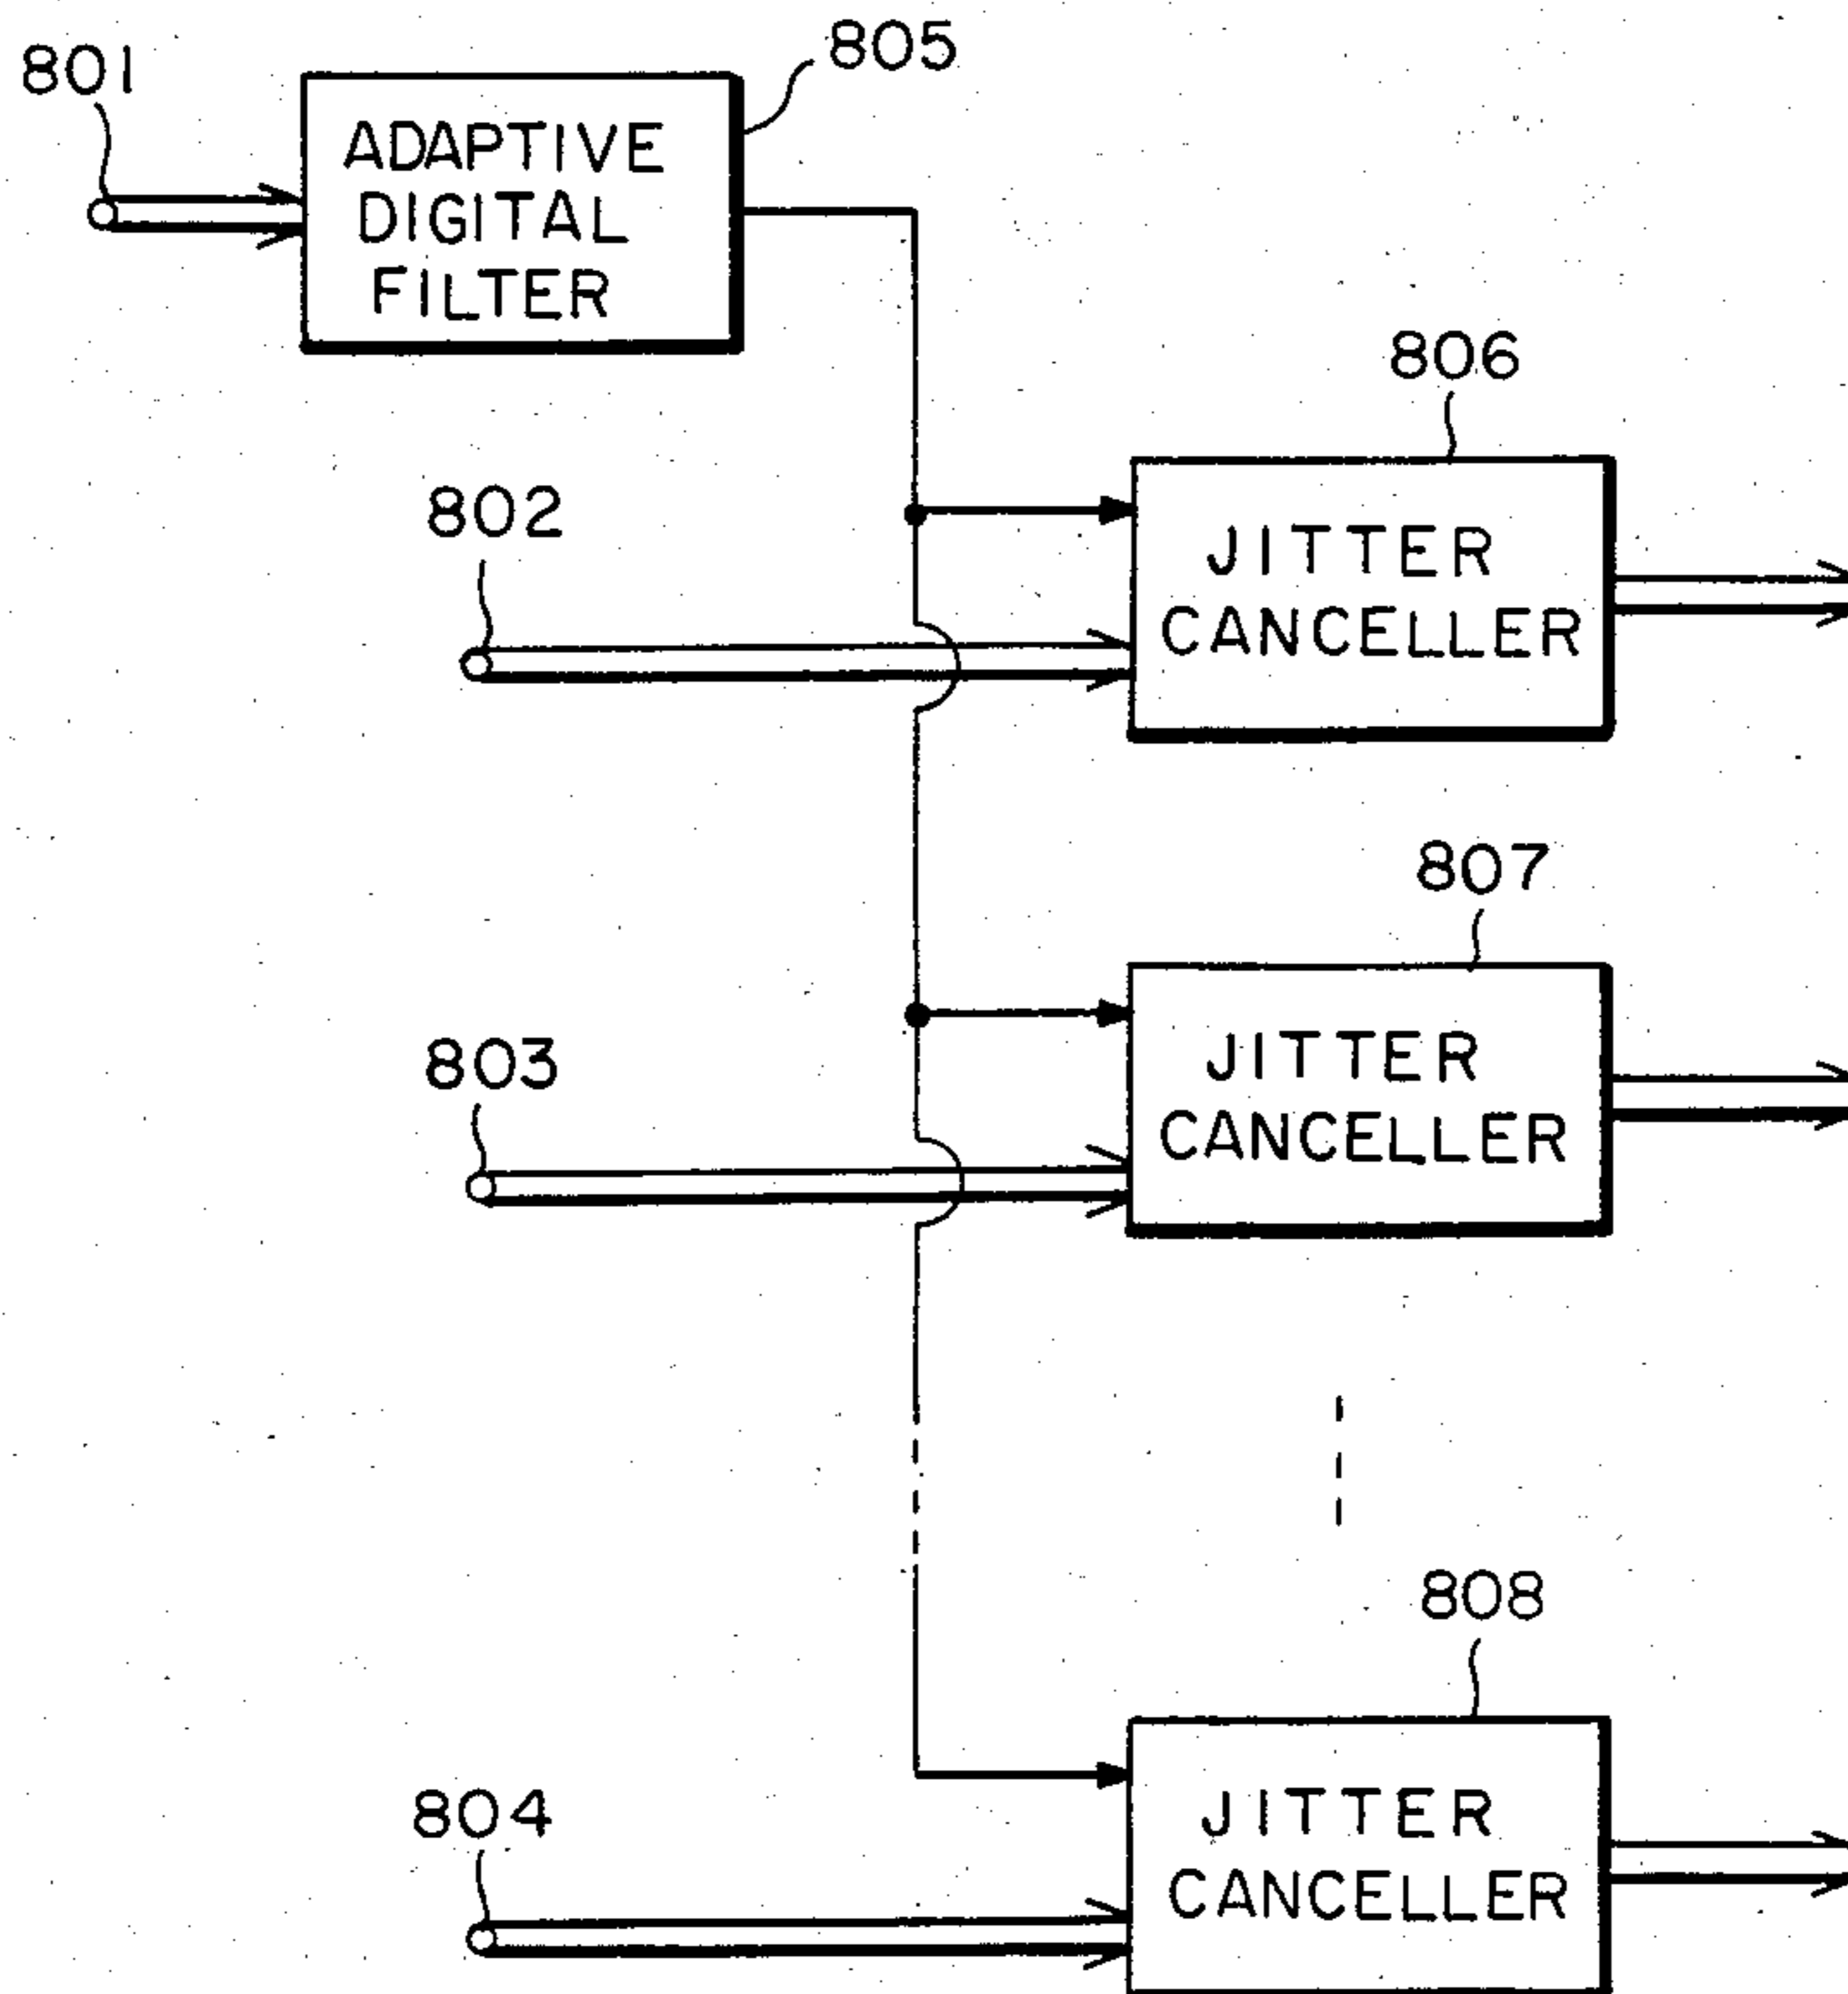 801
805
ADAPTIVE
DIGITAL
FILTER
806
802
JITTER
CANCELLER
807
803
JITTER
CANCELLER
808
804
JITTER
CANCELLER